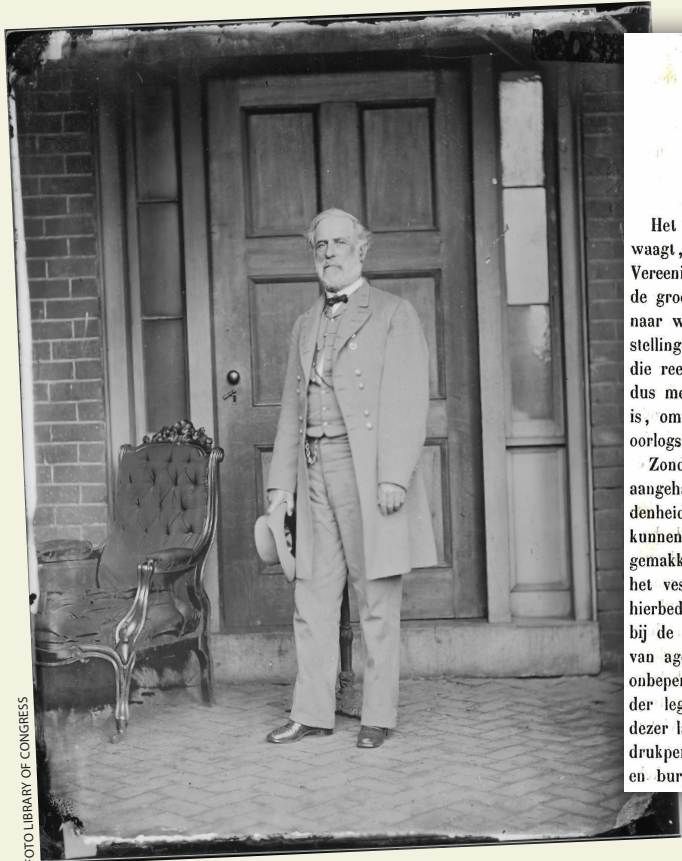 Het
waagt,
Vereeni
de groo
naar w
stelling
die ree
dus me
is, om
oorlogs
Zond
aangeha
denheid
kunnen
gemakk
het ves
hierbed
bij de
van age
onbeper
der leg
dezer l
drukper
en bur
FOTO LIBRARY OF CONGRESS